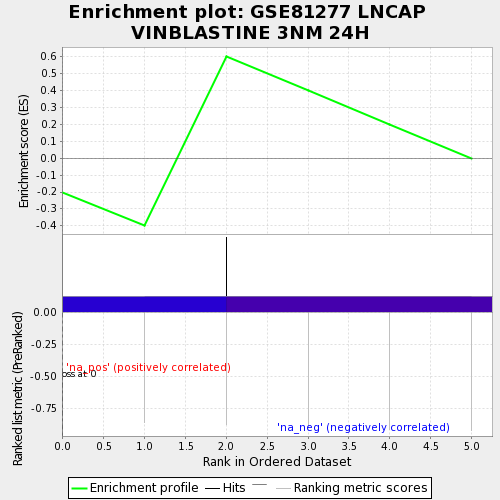 Enrichment plot: GSE81277 LNCAP
VINBLASTINE 3NM 24H
Enrichment score (ES)
0.6
0.5
0.4
0.3
0.2
0.1
0.0
-0.1
-0.2
-0.3
-0.4
Ranked list metric (PreRanked)
0.00
-0.25
-0.50
-0.75
'na_pos' (positively correlated)
oss at 0
'na_neg' (negatively correlated)
0.0 0.5 1.0 1.5 2.0 2.5 3.0 3.5 4.0 4.5 5.0
Rank in Ordered Dataset
Enrichment profile Hits Ranking metric scores